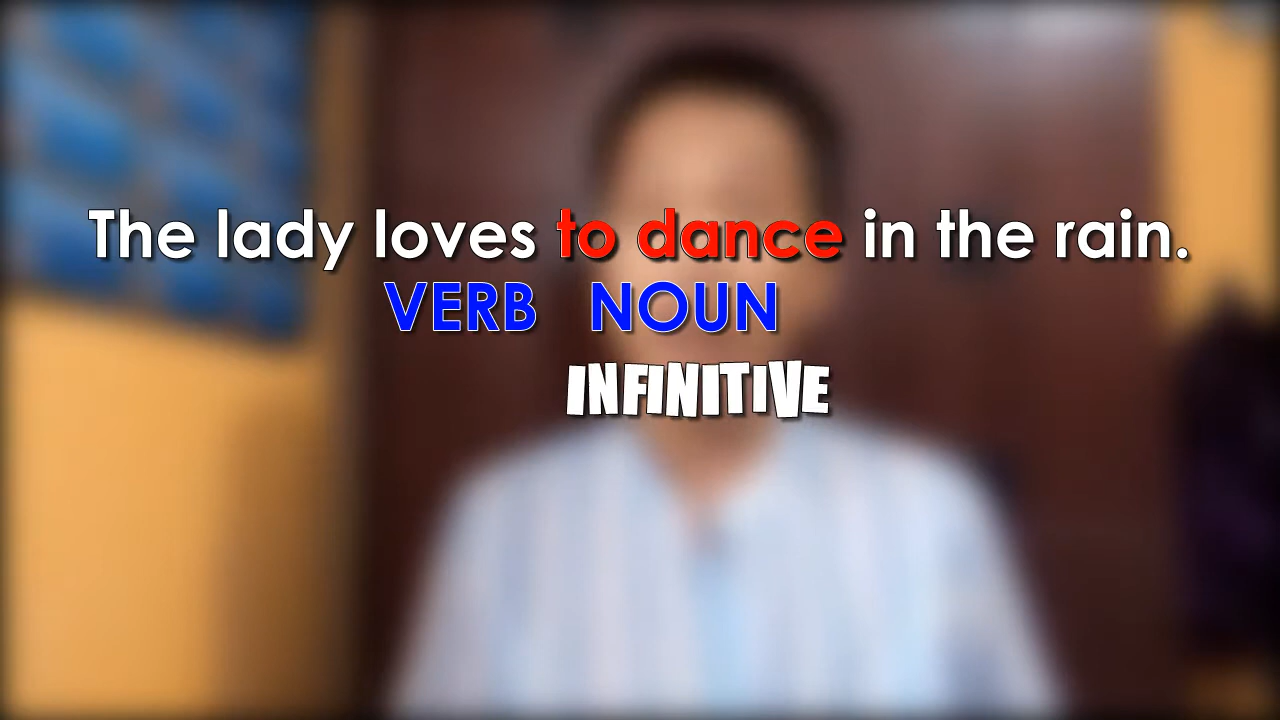 The lady loves to dance in the rain.
VERB NOUN
INFINITIVE